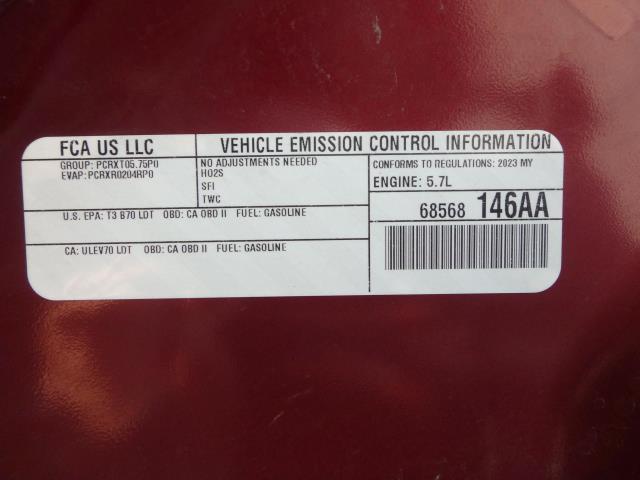 FCA US LLC
VEHICLE EMISSION CONTROL INFORMATION
GROUP: PCRXT05.75P0
EVAP: PCRXR0204RP0
NO ADJUSTMENTS NEEDED
HO2S
SFI
TWC
CONFORMS TO REGULATIONS: 2023 MY
ENGINE: 5.7L
U.S. EPA: T3 B70 LDT OBD: CA OBD II FUEL: GASOLINE
CA: ULEV70 LDT OBD: CA OBD II FUEL: GASOLINE
68568 146AA